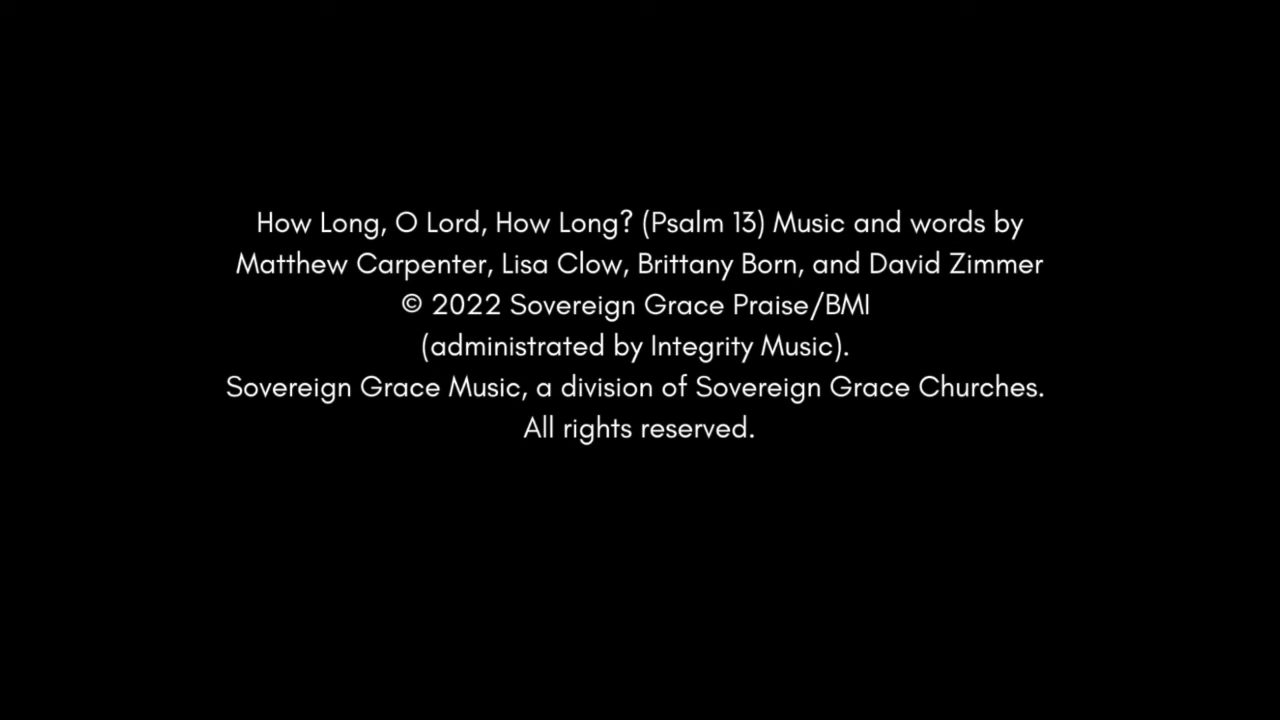 How Long, O Lord, How Long? (Psalm 13) Music and words by
Matthew Carpenter, Lisa Clow, Brittany Born, and David Zimmer
© 2022 Sovereign Grace Praise/BMI
(administrated by Integrity Music).
Sovereign Grace Music, a division of Sovereign Grace Churches.
All rights reserved.